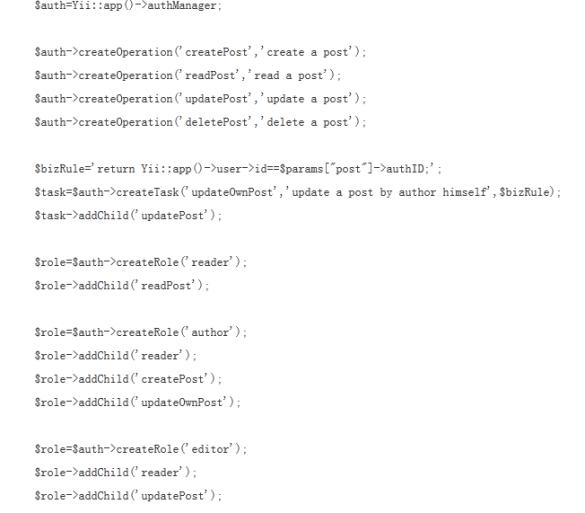 $auth=Yii::app()->authManager;
$auth->createOperation('createPost','create a post');
$auth->createOperation('readPost','read a post');
$auth->createOperation('updatePost','update a post');
$auth->createOperation('deletePost','delete a post');
$bizRule='return Yii::app()->user->id==$params["post"]->authID;';
$task=$auth->createTask('updateOwnPost','update a post by author himself',$bizRule);
$task->addChild('updatePost');
$role=$auth->createRole('reader');
$role->addChild('readPost');
$role=$auth->createRole('author');
$role->addChild('reader');
$role->addChild('createPost');
$role->addChild('updateOwnPost');
$role=$auth->createRole('editor');
$role->addChild('reader');
$role->addChild('updatePost');